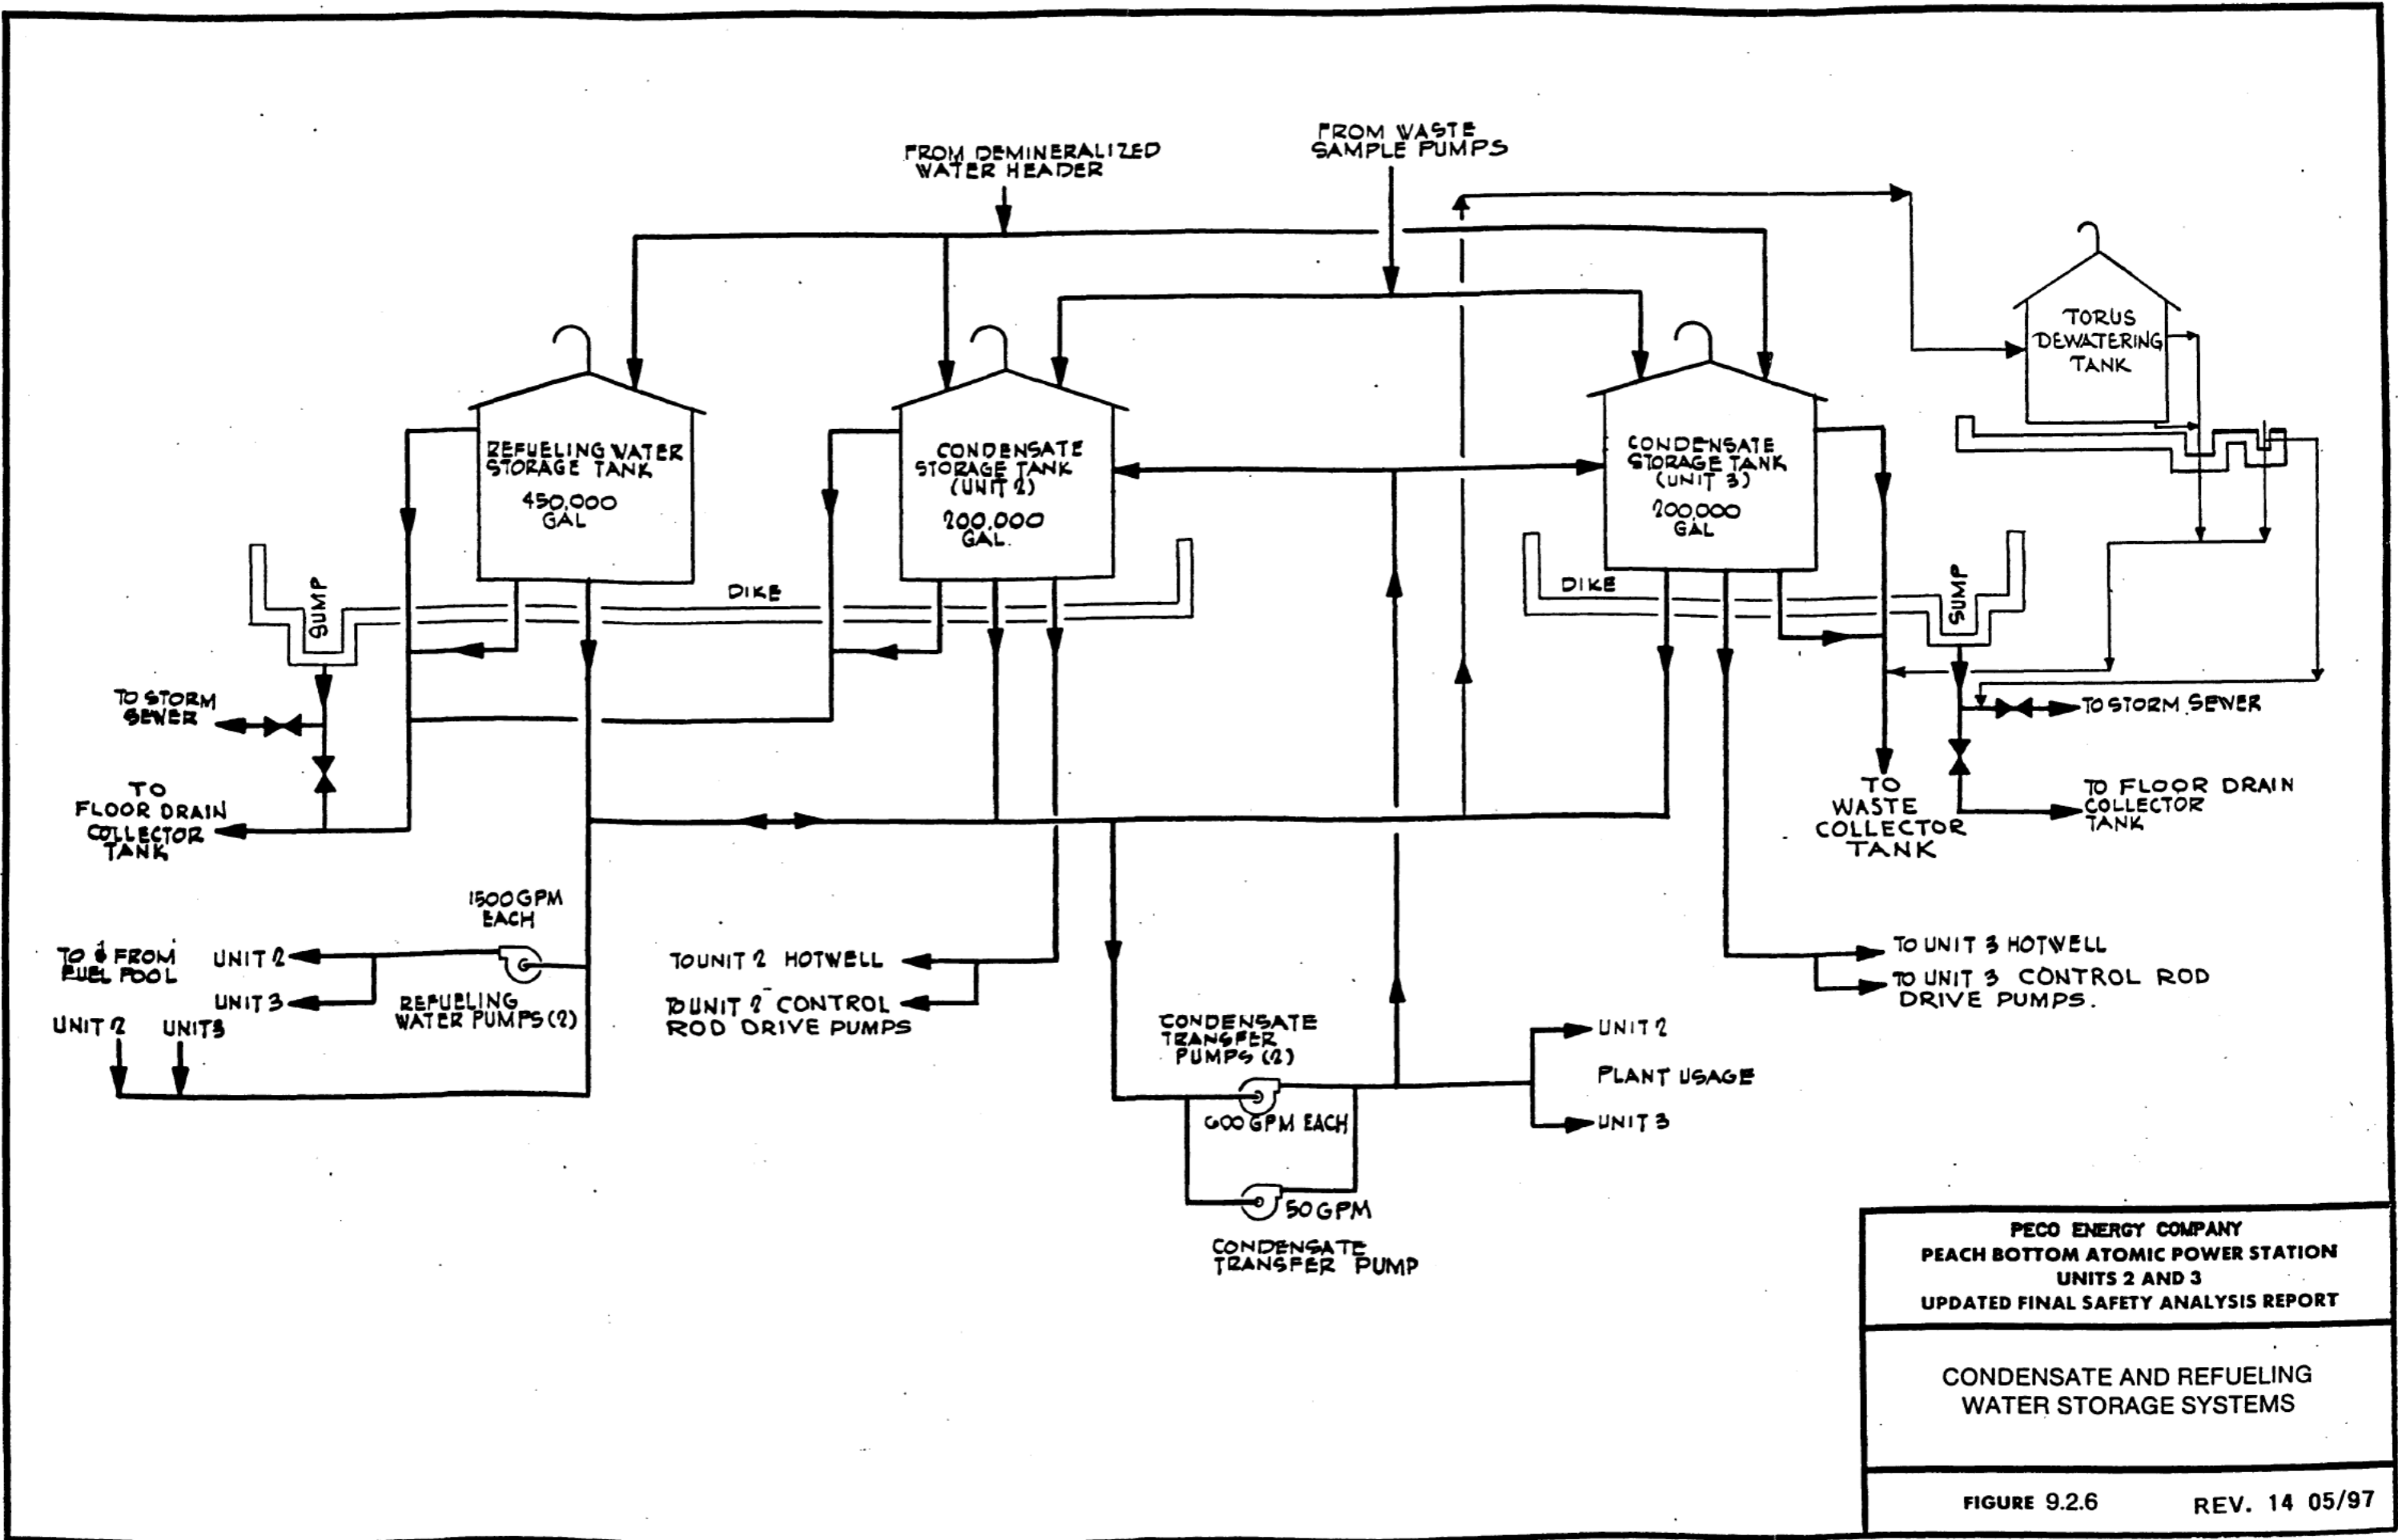 FROM DEMINERALIZED
WATER HEADER
FROM WASTE
SAMPLE PUMPS
TORUS
DEWATERING
TANK
REFUELING WATER
STORAGE TANK
450,000
GAL
CONDENSATE
STORAGE TANK
(UNIT 2)
200,000
GAL.
CONDENSATE
STORAGE TANK
(UNIT 3)
200,000
GAL
SUMP
DIKE
DIKE
SUMP
TO STORM
SEWER
TO STORM SEWER
TO
FLOOR DRAIN
COLLECTOR
TANK
TO
WASTE
COLLECTOR
TANK
TO FLOOR DRAIN
COLLECTOR
TANK
1500 GPM
EACH
TO & FROM
FUEL POOL
UNIT 2
UNIT 3
REFUELING
WATER PUMPS (2)
UNIT 2
UNIT 3
TO UNIT 2 HOTWELL
TO UNIT 2 CONTROL
ROD DRIVE PUMPS
TO UNIT 3 HOTWELL
TO UNIT 3 CONTROL ROD
DRIVE PUMPS.
CONDENSATE
TRANSFER
PUMPS (2)
600 GPM EACH
UNIT 2
PLANT USAGE
UNIT 3
50 GPM
CONDENSATE
TRANSFER PUMP
PECO ENERGY COMPANY
PEACH BOTTOM ATOMIC POWER STATION
UNITS 2 AND 3
UPDATED FINAL SAFETY ANALYSIS REPORT
CONDENSATE AND REFUELING
WATER STORAGE SYSTEMS
FIGURE 9.2.6 REV. 14 05/97